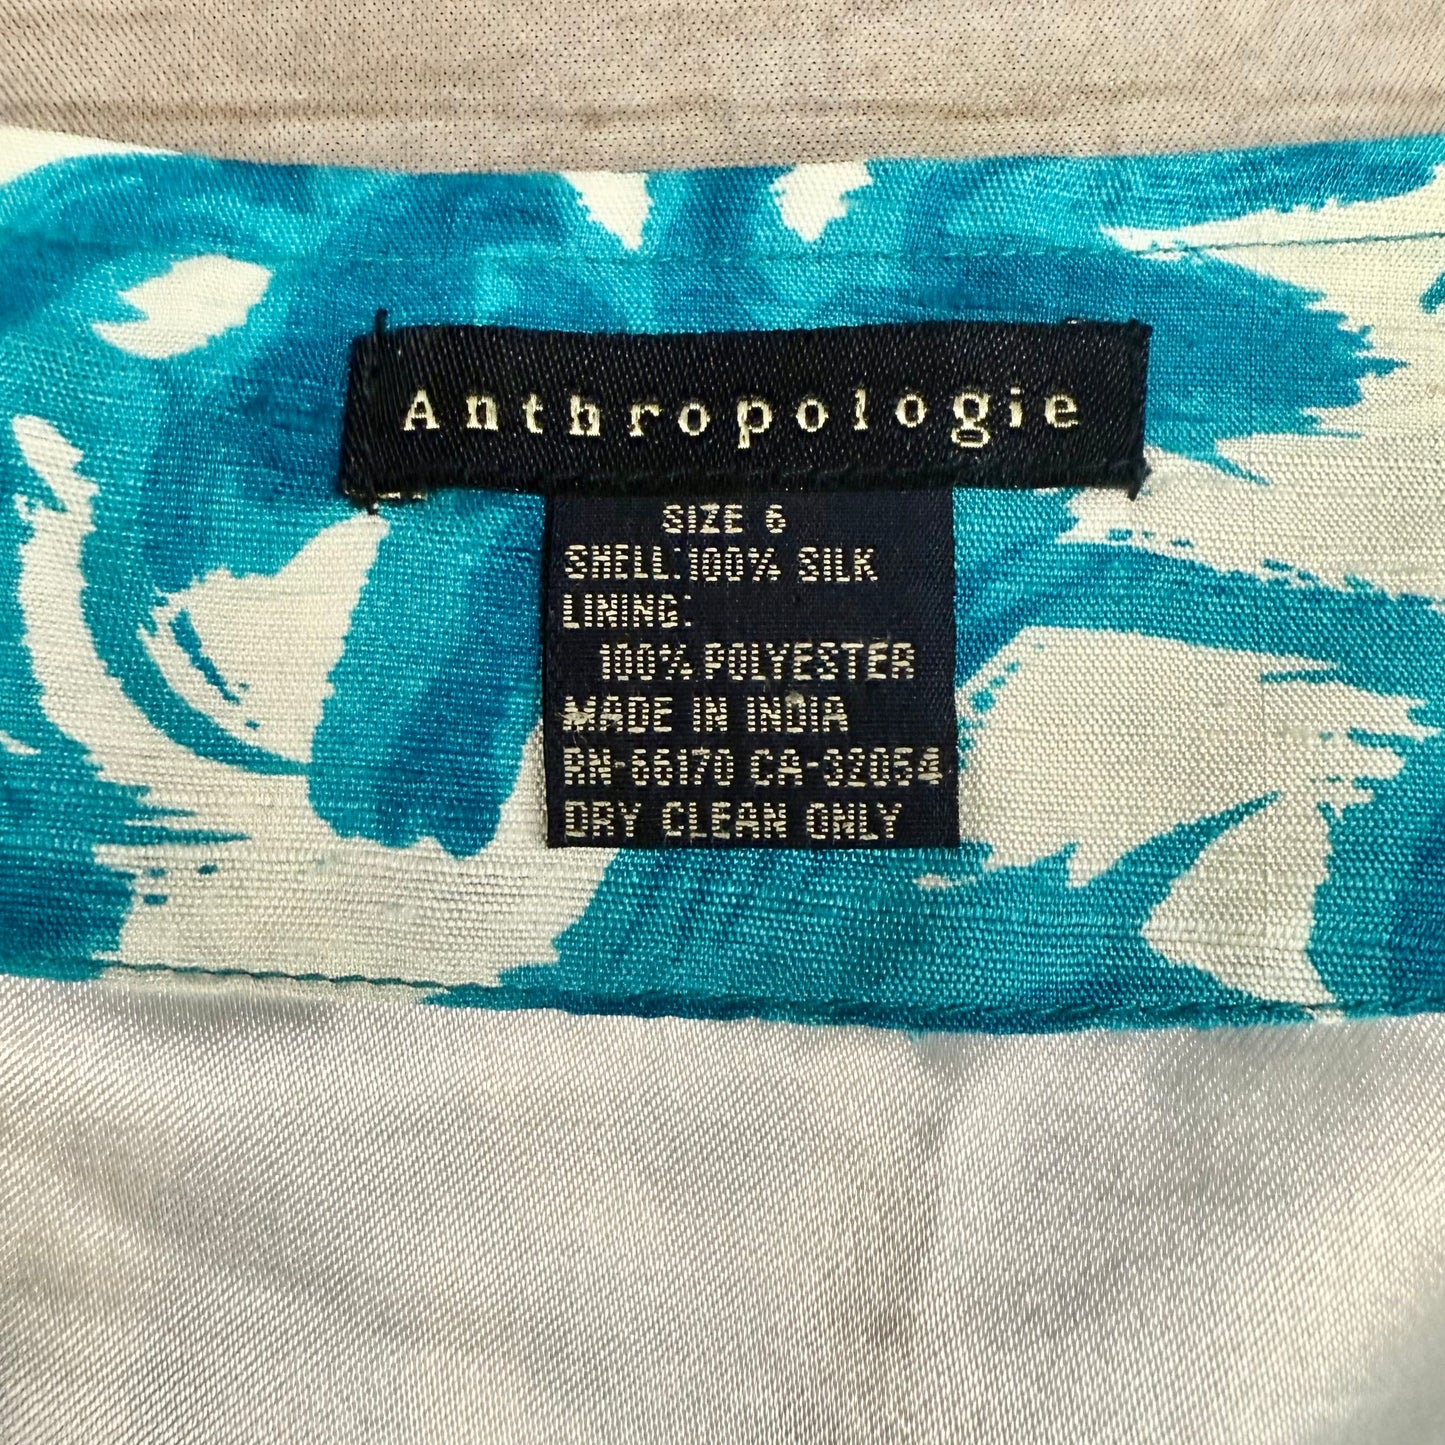 Anthropologie
SIZE 6
SHELL:100% SILK
LINING:
100% POLYESTER
MADE IN INDIA
RN-66170 CA-32054
DRY CLEAN ONLY